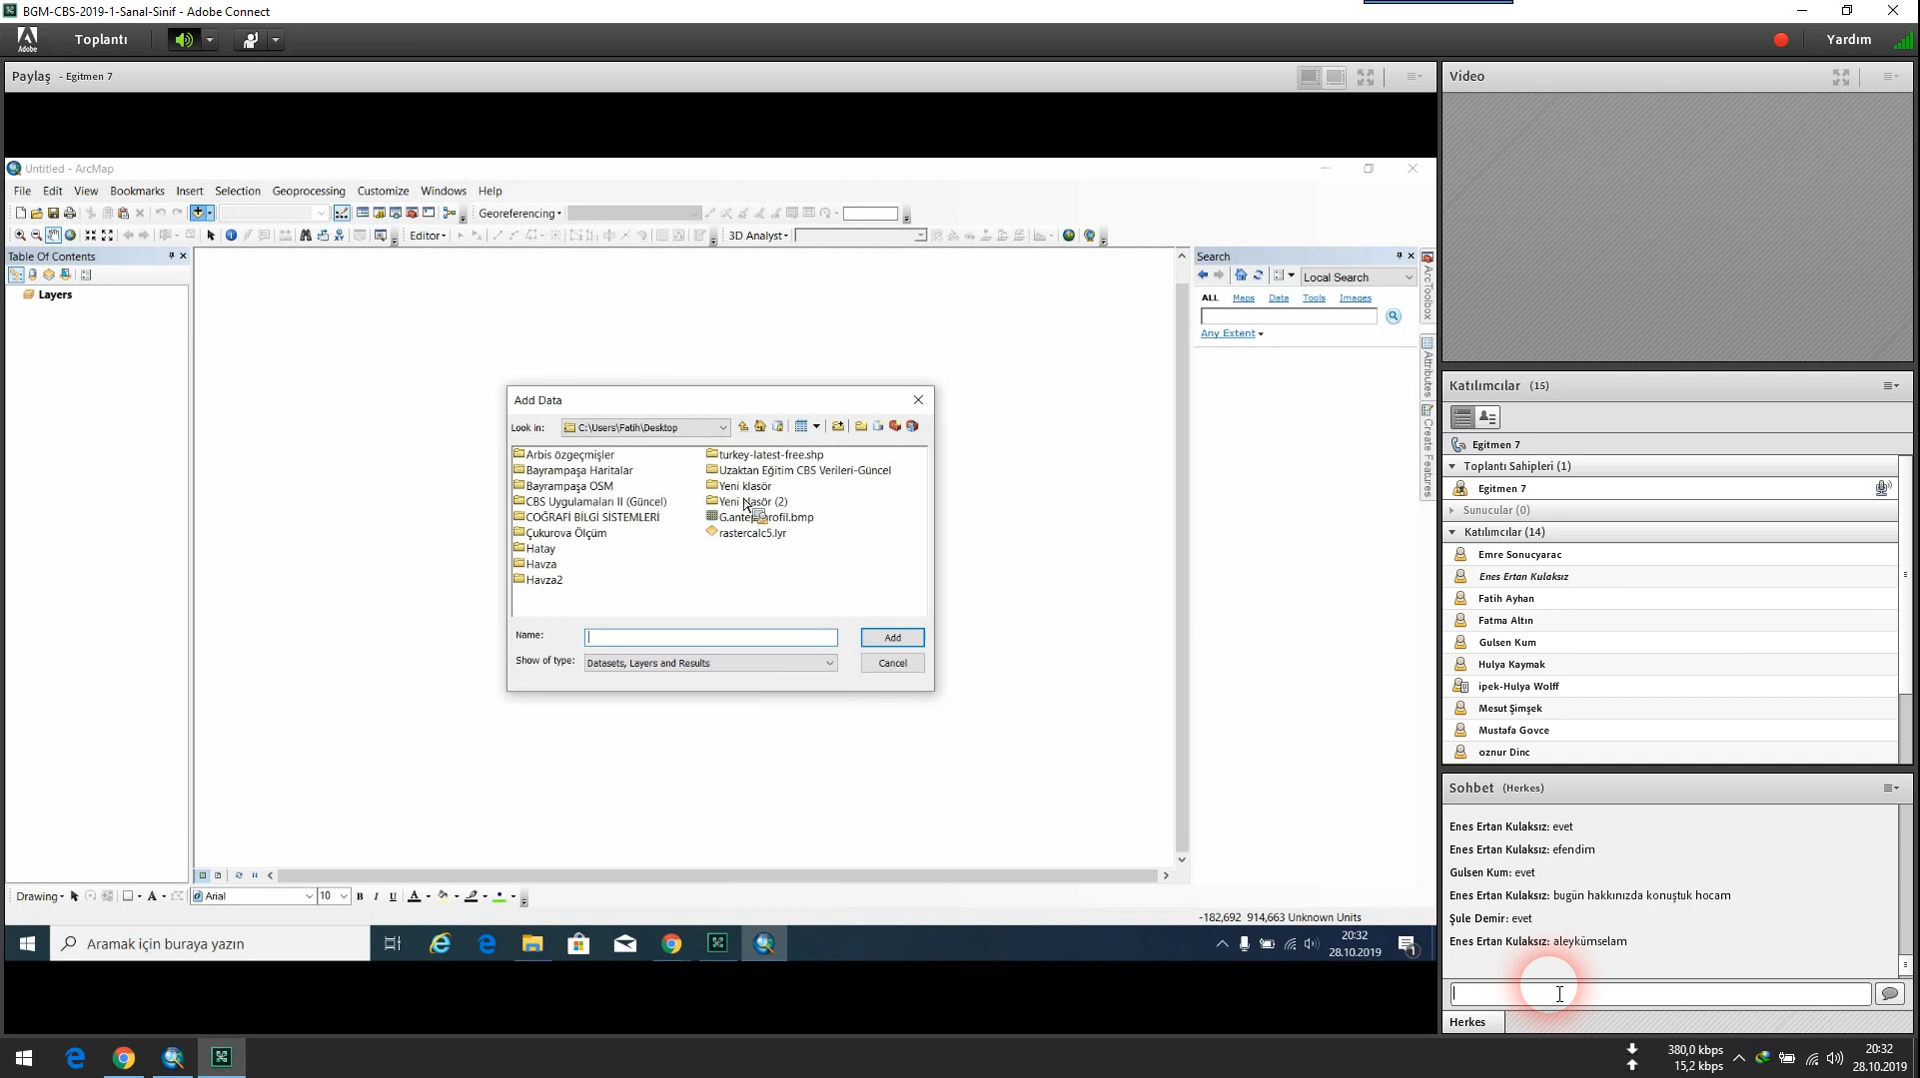 BGM-CBS-2019-1-Sanal-Sinif - Adobe Connect
Adobe
Toplantı
Yardım
Paylaş - Egitmen 7
Untitled - ArcMap
File Edit View Bookmarks Insert Selection Geoprocessing Customize Windows Help
Georeferencing
Editor
3D Analyst
Table Of Contents
Layers
Add Data
Look in: C:\Users\Fatih\Desktop
Arbis özgeçmişler
Bayrampaşa Haritalar
Bayrampaşa OSM
CBS Uygulamaları II (Güncel)
COĞRAFİ BİLGİ SİSTEMLERİ
Çukurova Ölçüm
Hatay
Havza
Havza2
turkey-latest-free.shp
Uzaktan Eğitim CBS Verileri-Güncel
Yeni klasör
Yeni klasör (2)
rastercalc5.lyr
Name:
Add
Show of type: Datasets, Layers and Results
Cancel
Search
Local Search
ALL Maps Data Tools Images
Any Extent
ArcToolbox
Attributes
Create Features
Drawing
Arial 10 B I U A
-182,692 914,663 Unknown Units
Aramak için buraya yazın
20:32
28.10.2019
1
Video
Katılımcılar (15)
Egitmen 7
Toplantı Sahipleri (1)
Egitmen 7
Sunucular (0)
Katılımcılar (14)
Emre Sonucyarac
Enes Ertan Kulaksız
Fatih Ayhan
Fatma Altın
Gulsen Kum
Hulya Kaymak
ipek-Hulya Wolff
Mesut Şimşek
Mustafa Govce
oznur Dinc
Sohbet (Herkes)
Enes Ertan Kulaksız: evet
Enes Ertan Kulaksız: efendim
Gulsen Kum: evet
Enes Ertan Kulaksız: bugün hakkınızda konuştuk hocam
Şule Demir: evet
Enes Ertan Kulaksız: aleykümselam
Herkes
380,0 kbps
15,2 kbps
20:32
28.10.2019